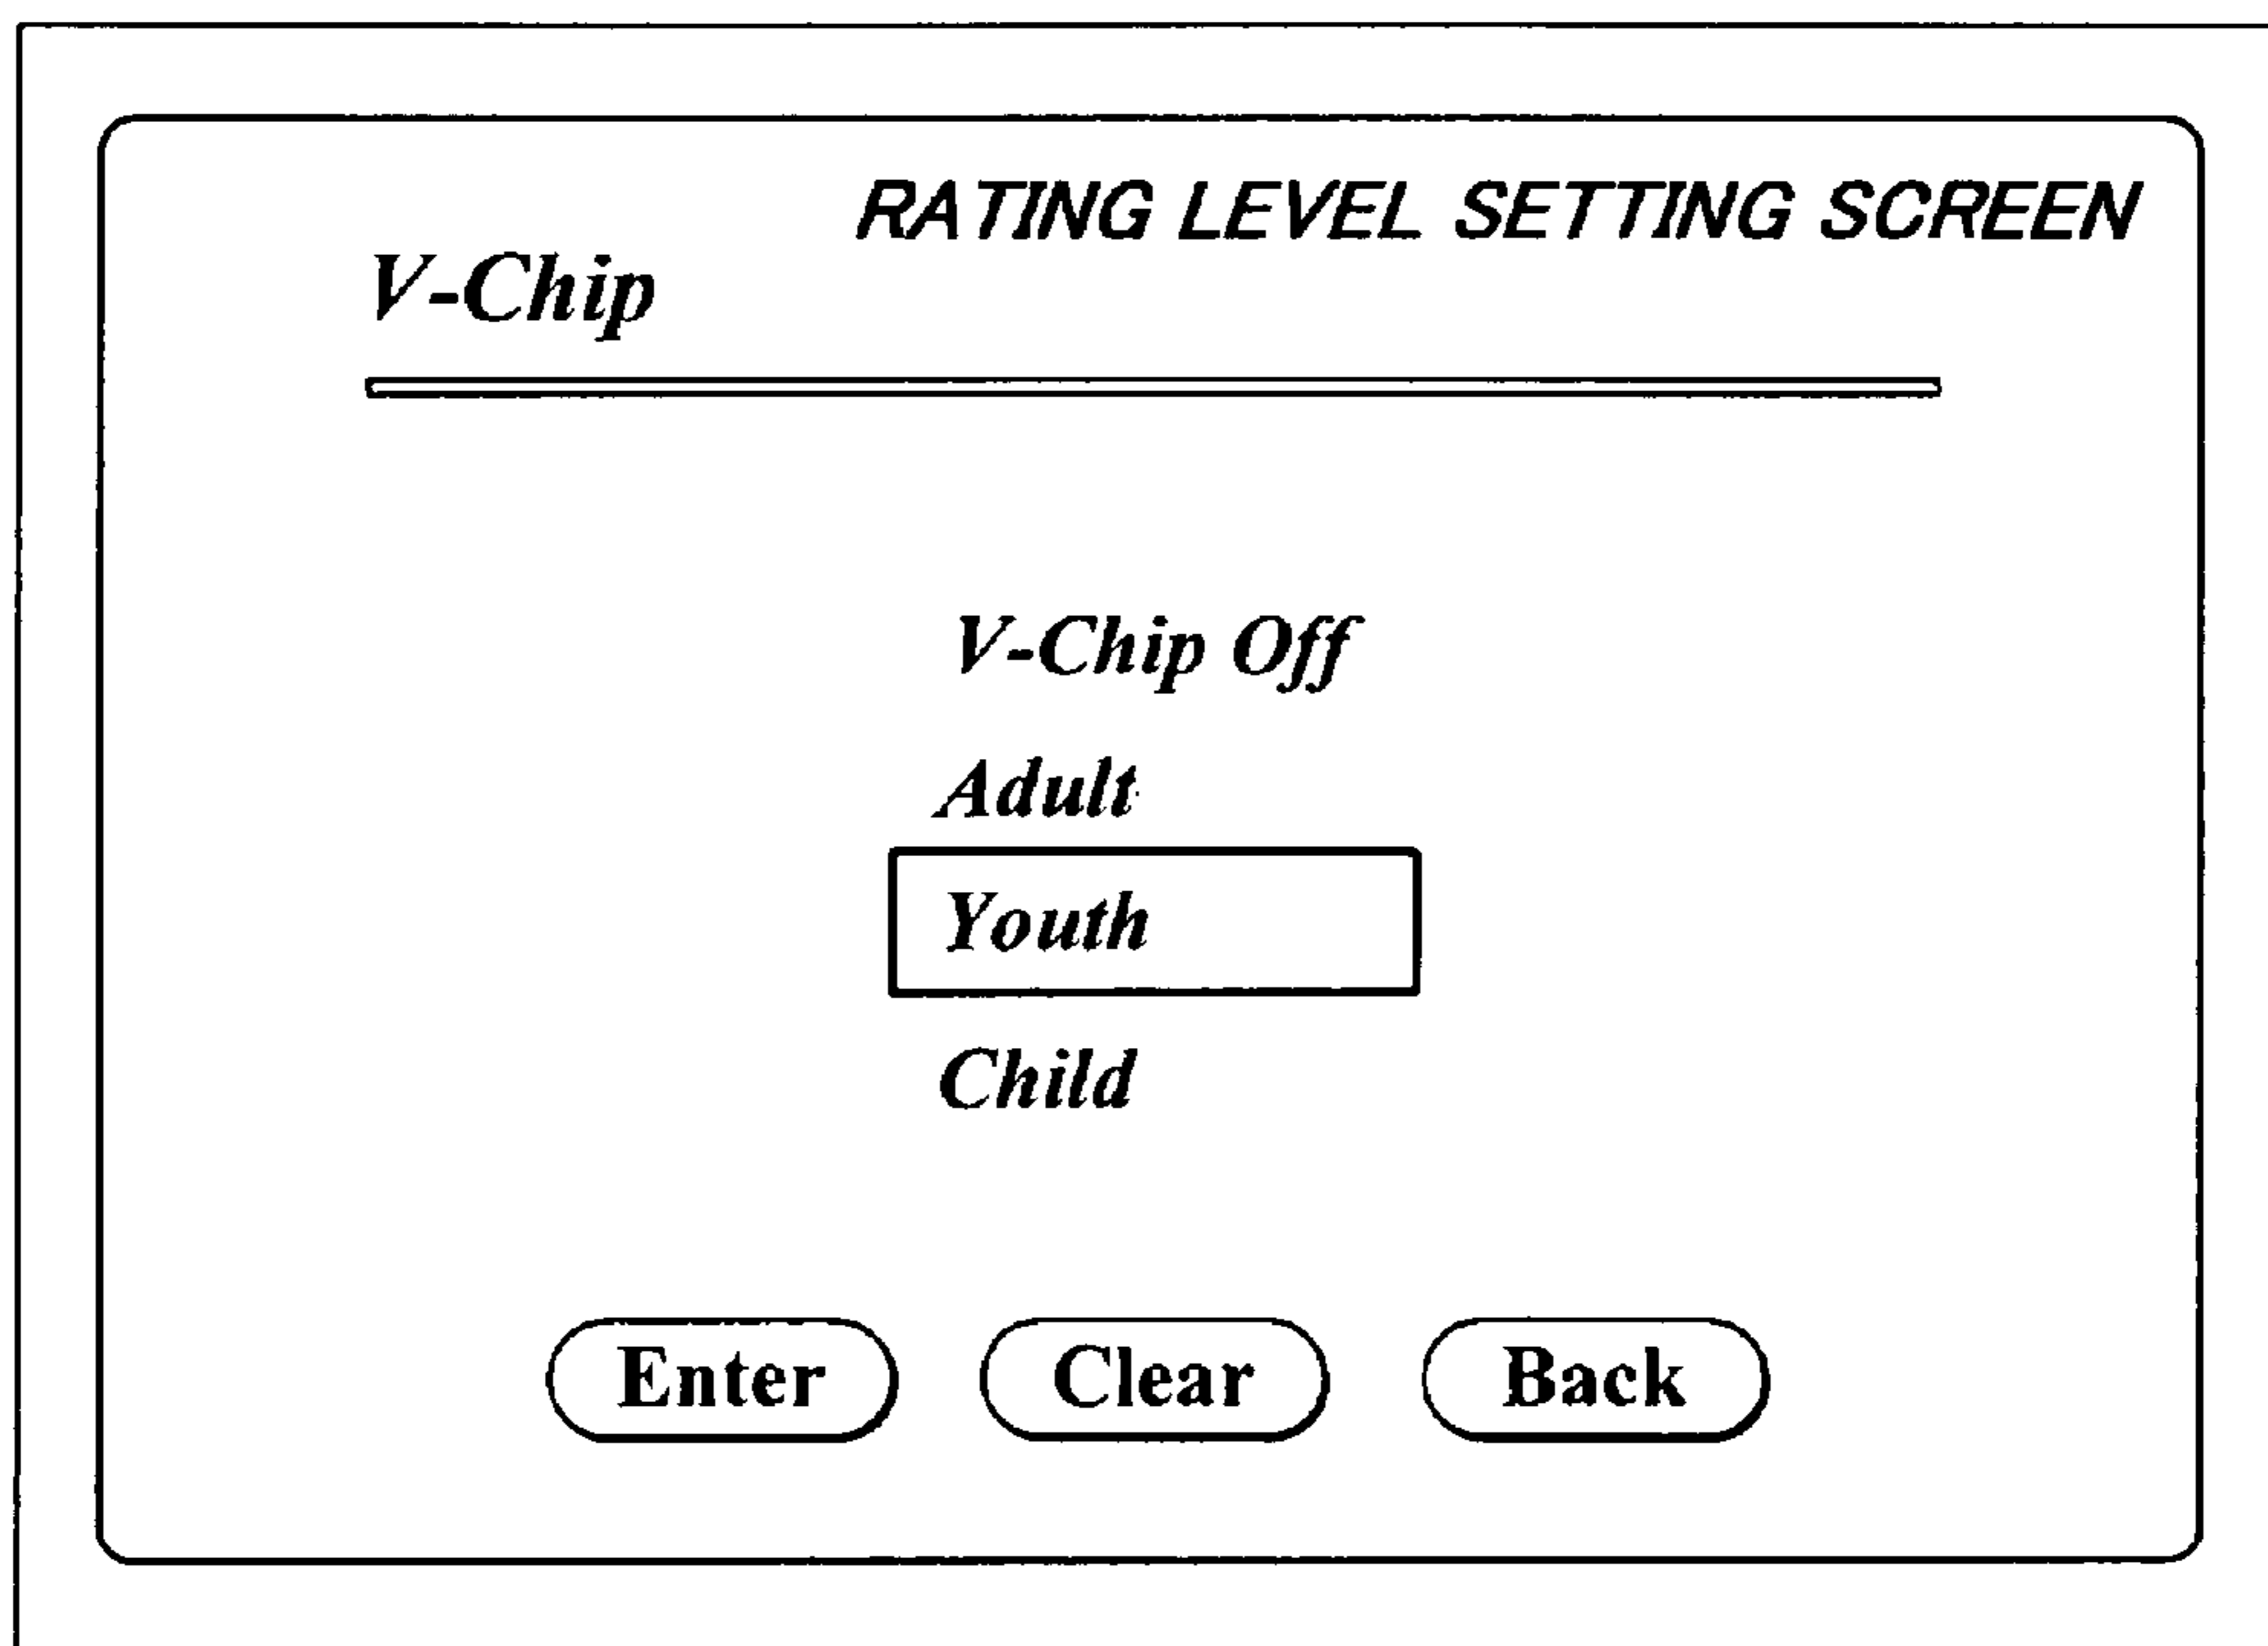 RATING LEVEL SETTING SCREEN
V-Chip
V-Chip Off
Adult
Youth
Child
Enter Clear Back